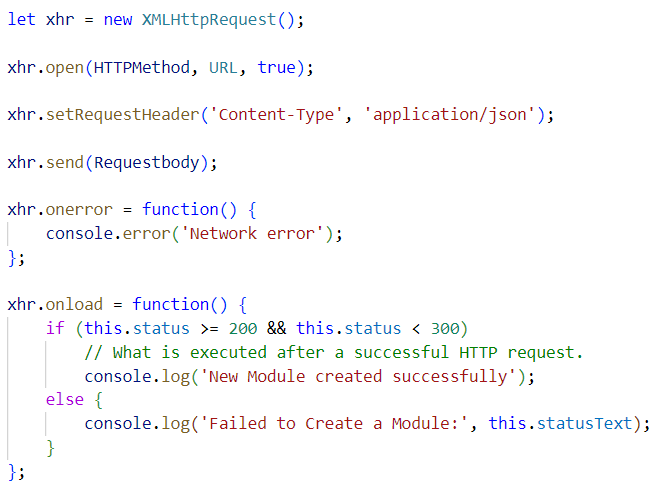 let xhr = new XMLHttpRequest();
xhr.open(HTTPMethod, URL, true);
xhr.setRequestHeader('Content-Type', 'application/json');
xhr.send(Requestbody);
xhr.onerror = function() {
    console.error('Network error');
};
xhr.onload = function() {
    if (this.status >= 200 && this.status < 300)
        // What is executed after a successful HTTP request.
        console.log('New Module created successfully');
    else {
        console.log('Failed to Create a Module:', this.statusText);
    }
};